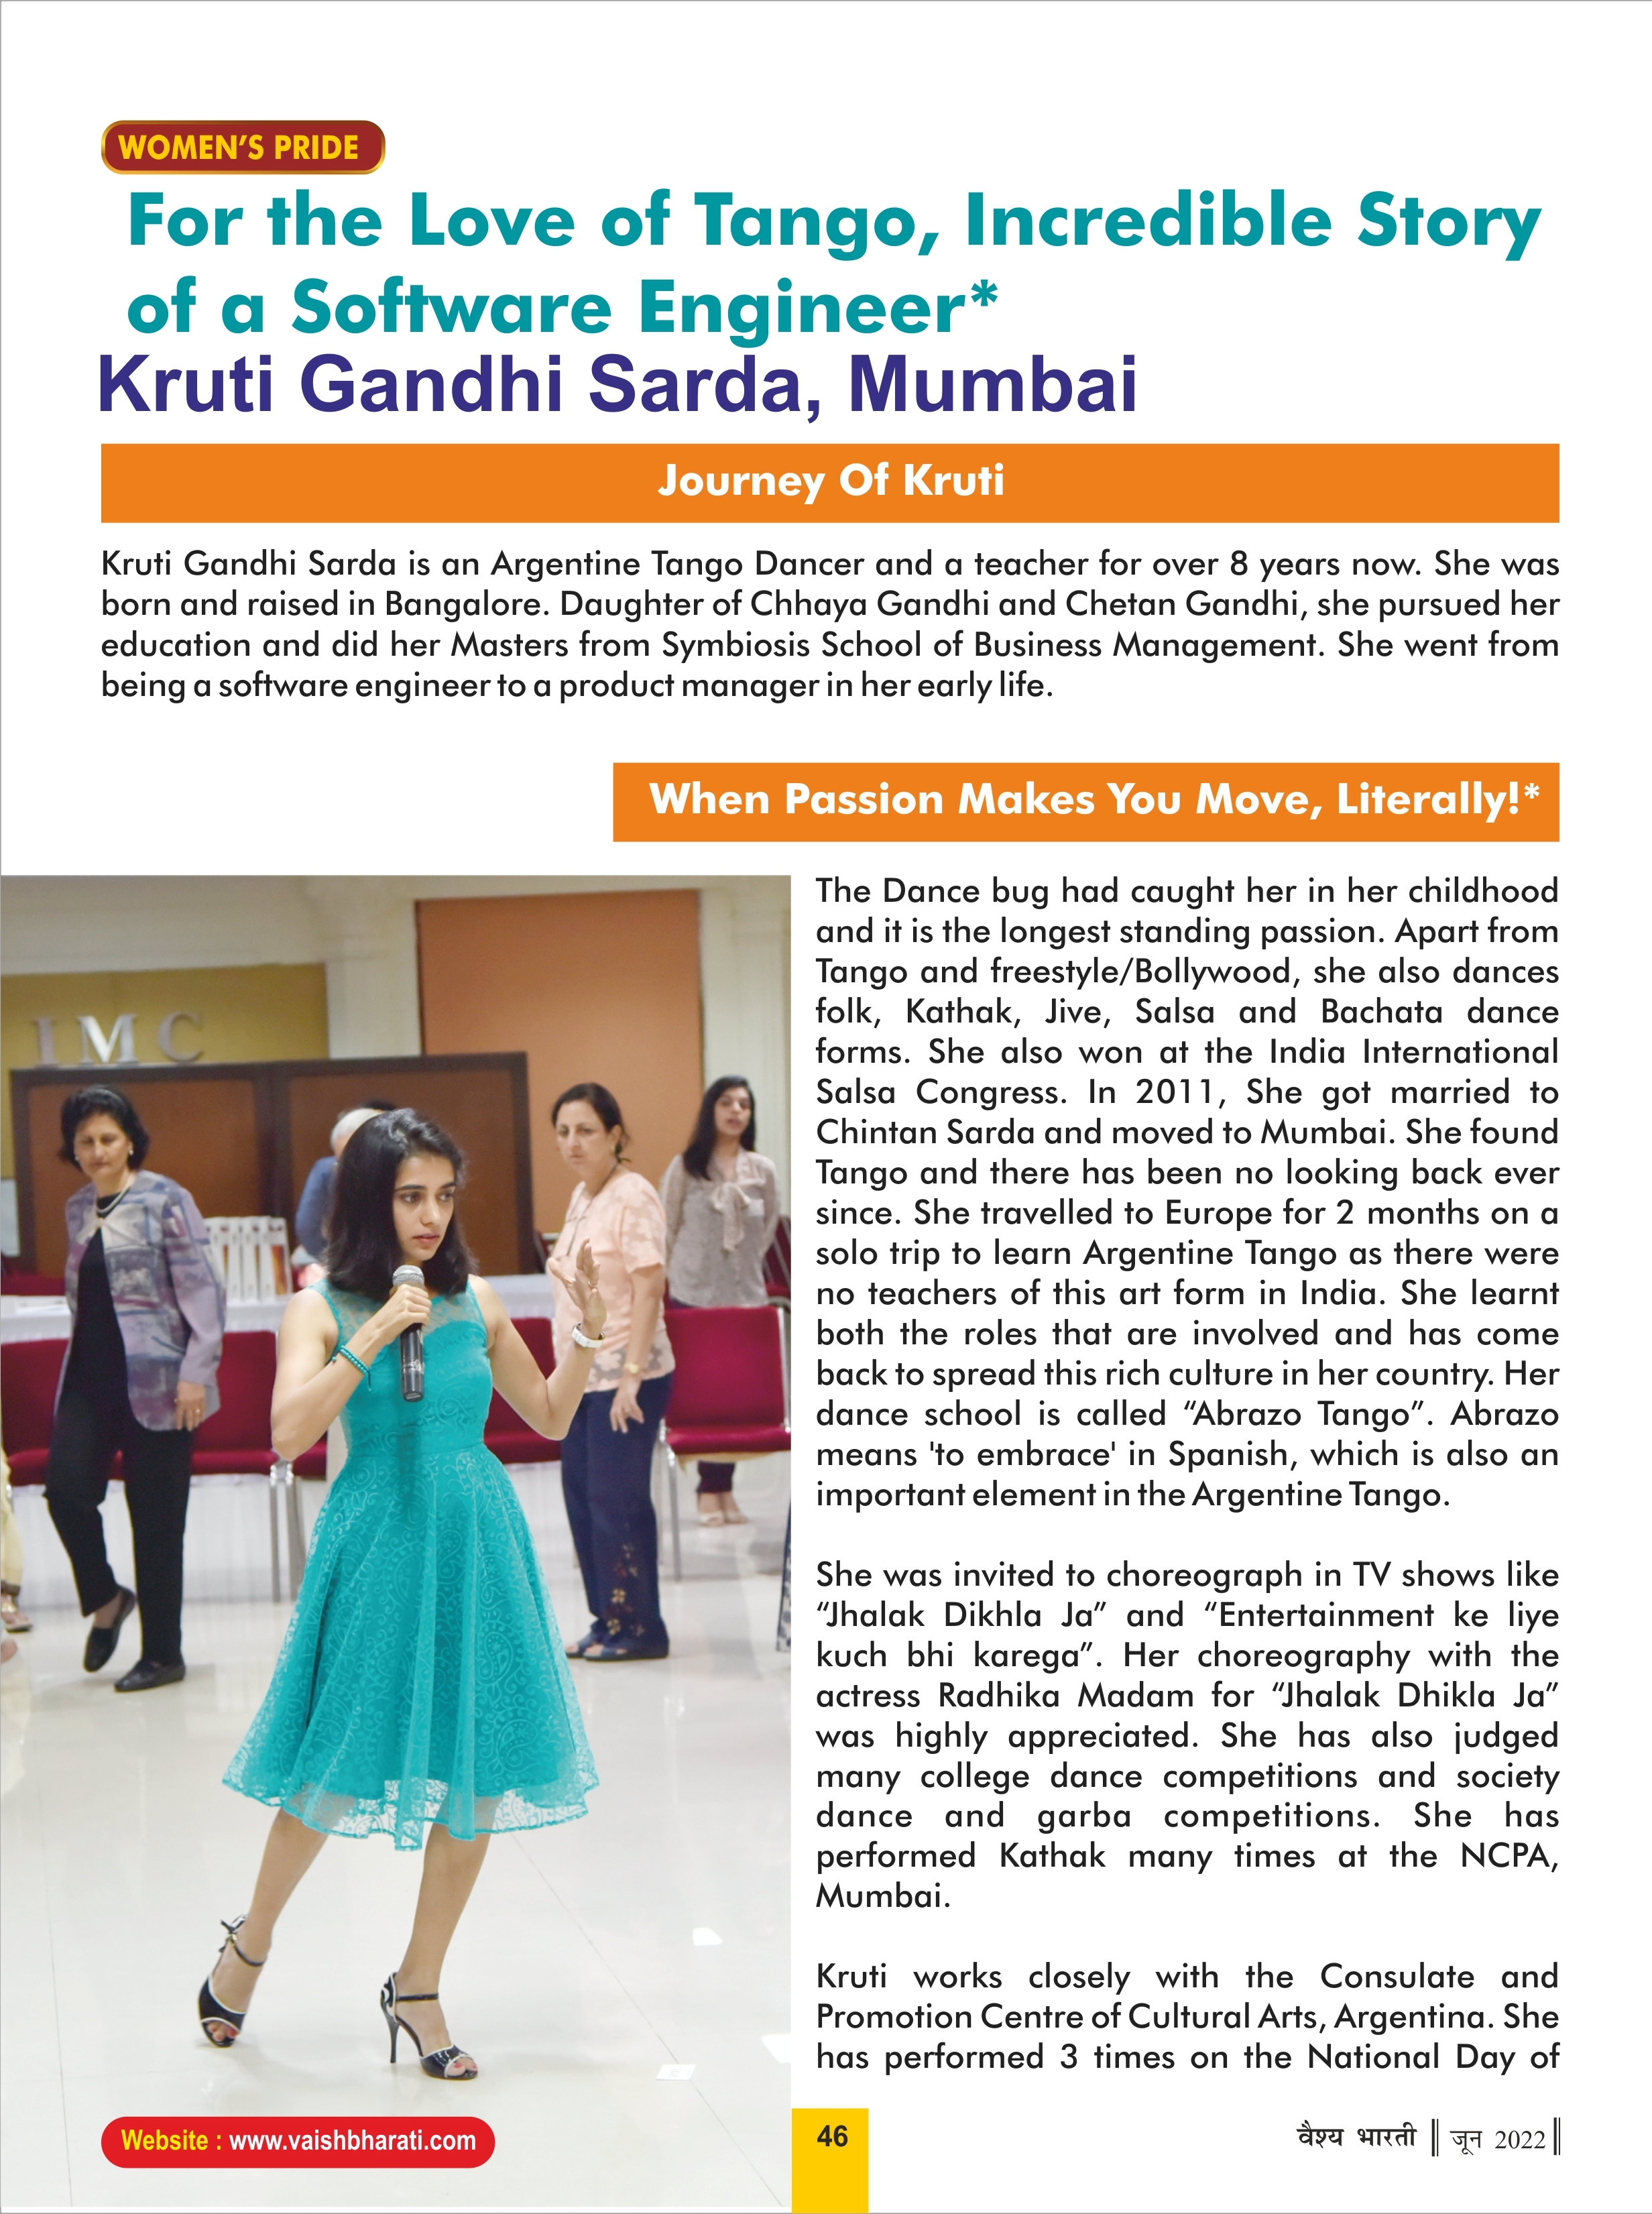 WOMEN'S PRIDE
For the Love of Tango, Incredible Story
of a Software Engineer*
Kruti Gandhi Sarda, Mumbai
Journey Of Kruti
Kruti Gandhi Sarda is an Argentine Tango Dancer and a teacher for over 8 years now. She was
born and raised in Bangalore. Daughter of Chhaya Gandhi and Chetan Gandhi, she pursued her
education and did her Masters from Symbiosis School of Business Management. She went from
being a software engineer to a product manager in her early life.
When Passion Makes You Move, Literally!*
IMC
The Dance bug had caught her in her childhood
and it is the longest standing passion. Apart from
Tango and freestyle/Bollywood, she also dances
folk, Kathak, Jive, Salsa and Bachata dance
forms. She also won at the India International
Salsa Congress. In 2011, She got married to
Chintan Sarda and moved to Mumbai. She found
Tango and there has been no looking back ever
since. She travelled to Europe for 2 months on a
solo trip to learn Argentine Tango as there were
no teachers of this art form in India. She learnt
both the roles that are involved and has come
back to spread this rich culture in her country. Her
dance school is called “Abrazo Tango”. Abrazo
means 'to embrace' in Spanish, which is also an
important element in the Argentine Tango.
She was invited to choreograph in TV shows like
“Jhalak Dikhla Ja” and “Entertainment ke liye
kuch bhi karega”. Her choreography with the
actress Radhika Madam for “Jhalak Dhikla Ja”
was highly appreciated. She has also judged
many college dance competitions and society
dance and garba competitions. She has
performed Kathak many times at the NCPA,
Mumbai.
Kruti works closely with the Consulate and
Promotion Centre of Cultural Arts, Argentina. She
has performed 3 times on the National Day of
Website : www.vaishbharati.com
46
वैश्य भारती || जून 2022 ||